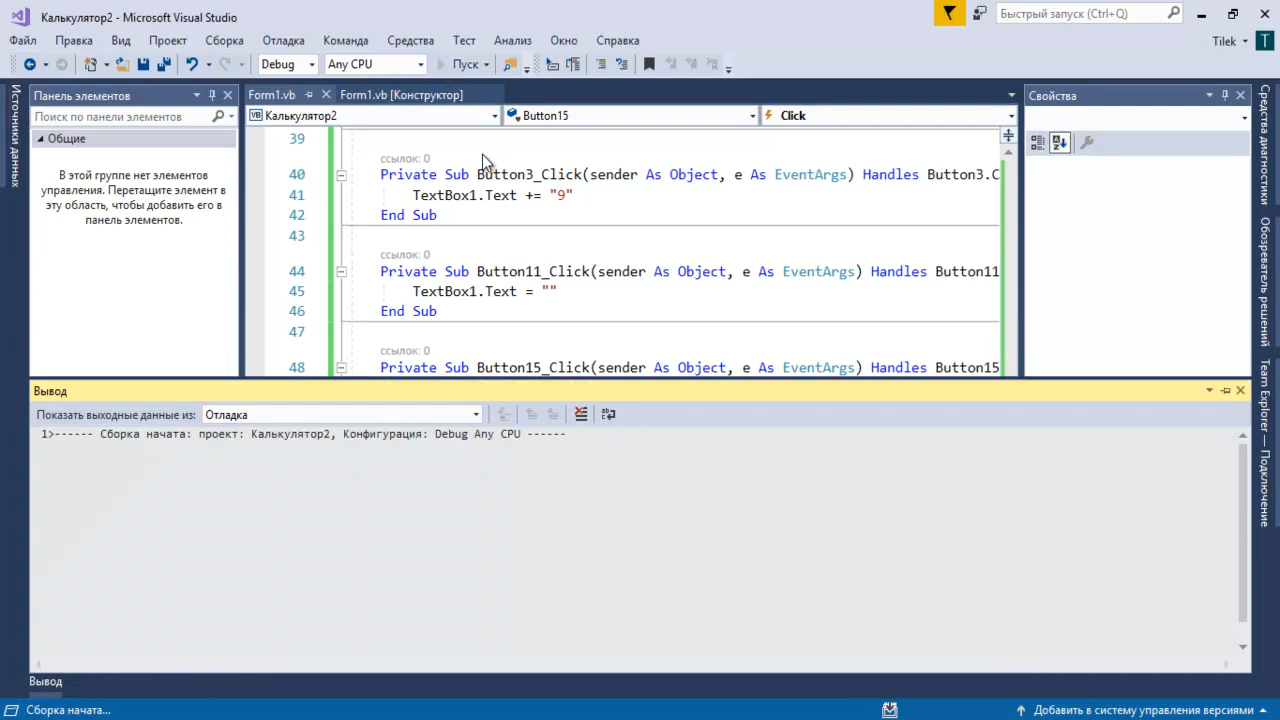 Калькулятор2 - Microsoft Visual Studio
Быстрый запуск (Ctrl+Q)
Файл Правка Вид Проект Сборка Отладка Команда Средства Тест Анализ Окно Справка
Tilek T
Debug Any CPU Пуск
Источники данных
Панель элементов
Поиск по панели элементов
Общие
В этой группе нет элементов
управления. Перетащите элемент в
эту область, чтобы добавить его в
панель элементов.
Form1.vb Form1.vb [Конструктор]
VB Калькулятор2 Button15 Click
39
ссылок: 0
40 Private Sub Button3_Click(sender As Object, e As EventArgs) Handles Button3.C
41 TextBox1.Text += "9"
42 End Sub
43
ссылок: 0
44 Private Sub Button11_Click(sender As Object, e As EventArgs) Handles Button11
45 TextBox1.Text = ""
46 End Sub
47
ссылок: 0
48 Private Sub Button15_Click(sender As Object, e As EventArgs) Handles Button15
Свойства
Средства диагностики
Обозреватель решений
Team Explorer — Подключение
Вывод
Показать выходные данные из: Отладка
1>------ Сборка начата: проект: Калькулятор2, Конфигурация: Debug Any CPU ------
Вывод
Сборка начата...
Добавить в систему управления версиями